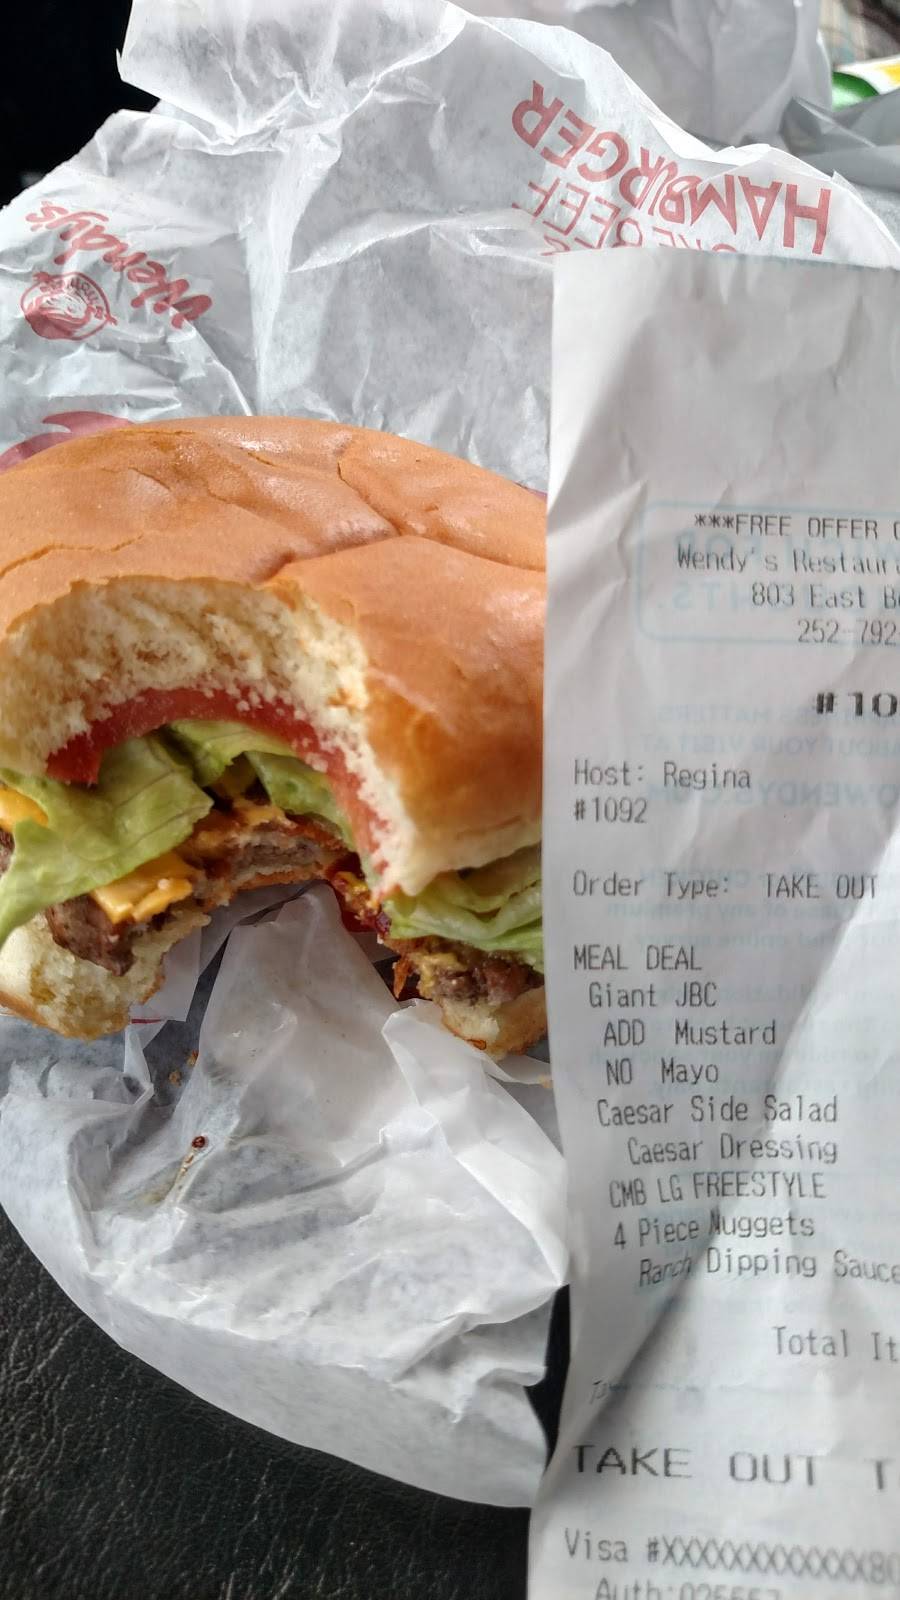 HAMBURGER
Wendy's
***FREE OFFER
Wendy's Restaur
803 East
252-792-
#10
Host: Regina
#1092
Order Type: TAKE OUT
MEAL DEAL
Giant JBC
ADD Mustard
NO Mayo
Caesar Side Salad
Caesar Dressing
CMB LG FREESTYLE
4 Piece Nuggets
Ranch Dipping Sauce
Total It
TAKE OUT
Visa #XXXXXXXXXXXX80